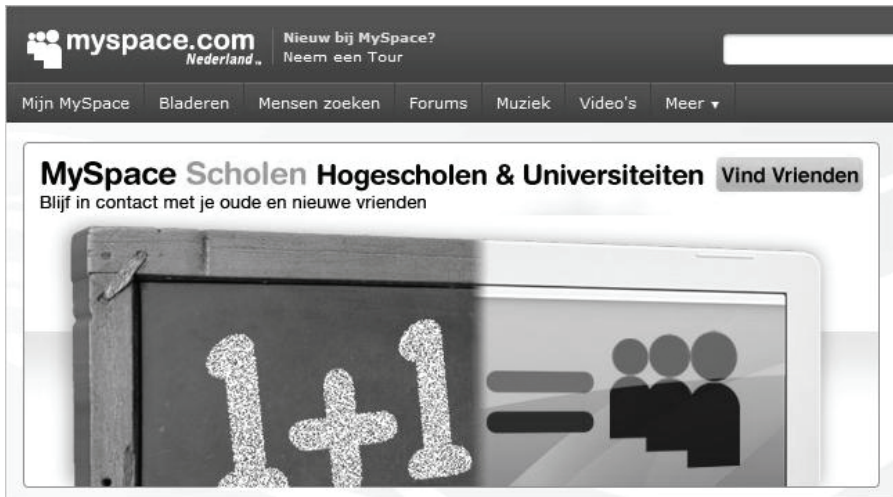 myspace.com
Nederland™
Nieuw bij MySpace?
Neem een Tour
Mijn MySpace Bladeren Mensen zoeken Forums Muziek Video's Meer ▾
MySpace Scholen Hogescholen & Universiteiten Vind Vrienden
Blijf in contact met je oude en nieuwe vrienden
1+1 =